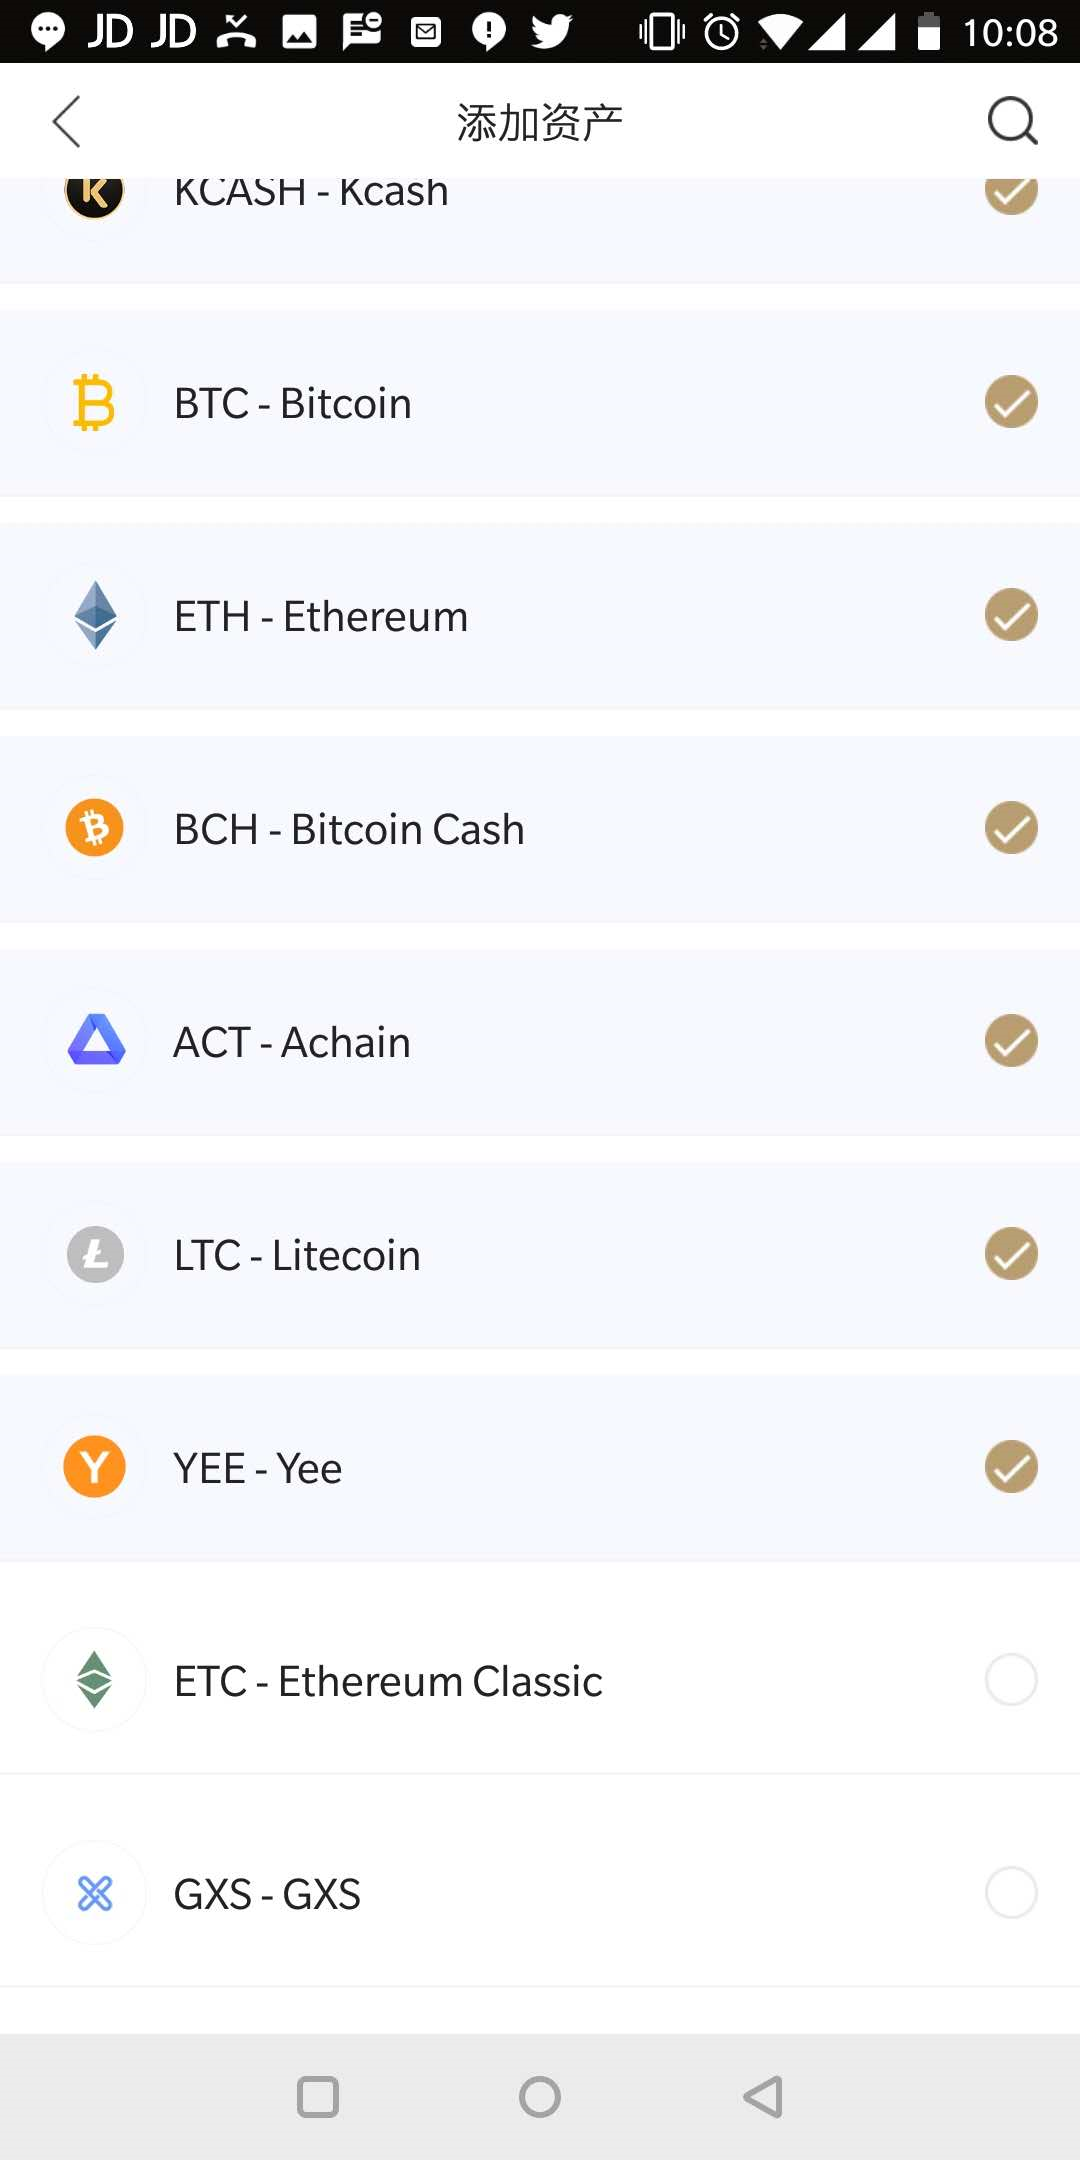 JD JD 10:08
添加资产
KCASH - Kcash
BTC - Bitcoin
ETH - Ethereum
BCH - Bitcoin Cash
ACT - Achain
LTC - Litecoin
YEE - Yee
ETC - Ethereum Classic
GXS - GXS